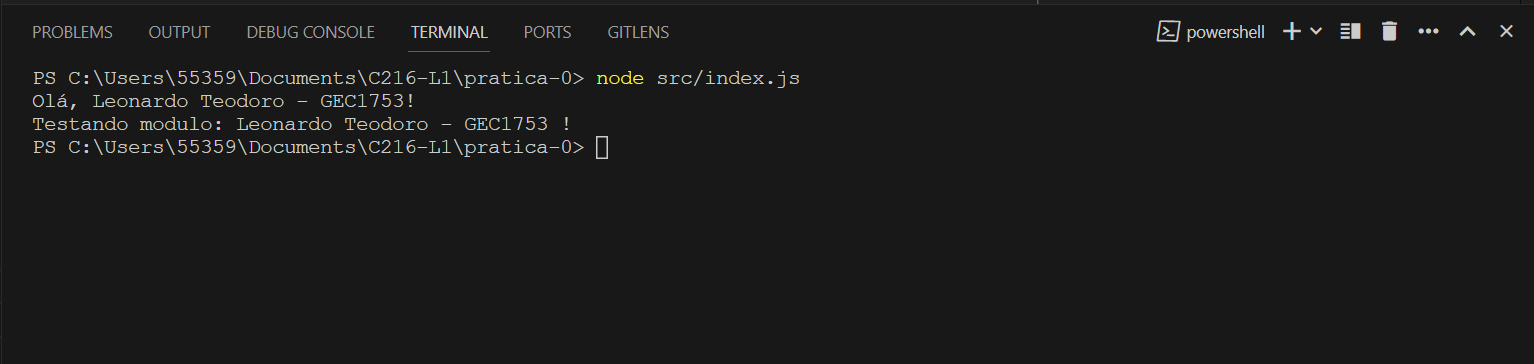 PROBLEMS OUTPUT DEBUG CONSOLE TERMINAL PORTS GITLENS powershell
PS C:\Users\55359\Documents\C216-L1\pratica-0> node src/index.js
Olá, Leonardo Teodoro - GEC1753!
Testando modulo: Leonardo Teodoro - GEC1753 !
PS C:\Users\55359\Documents\C216-L1\pratica-0>